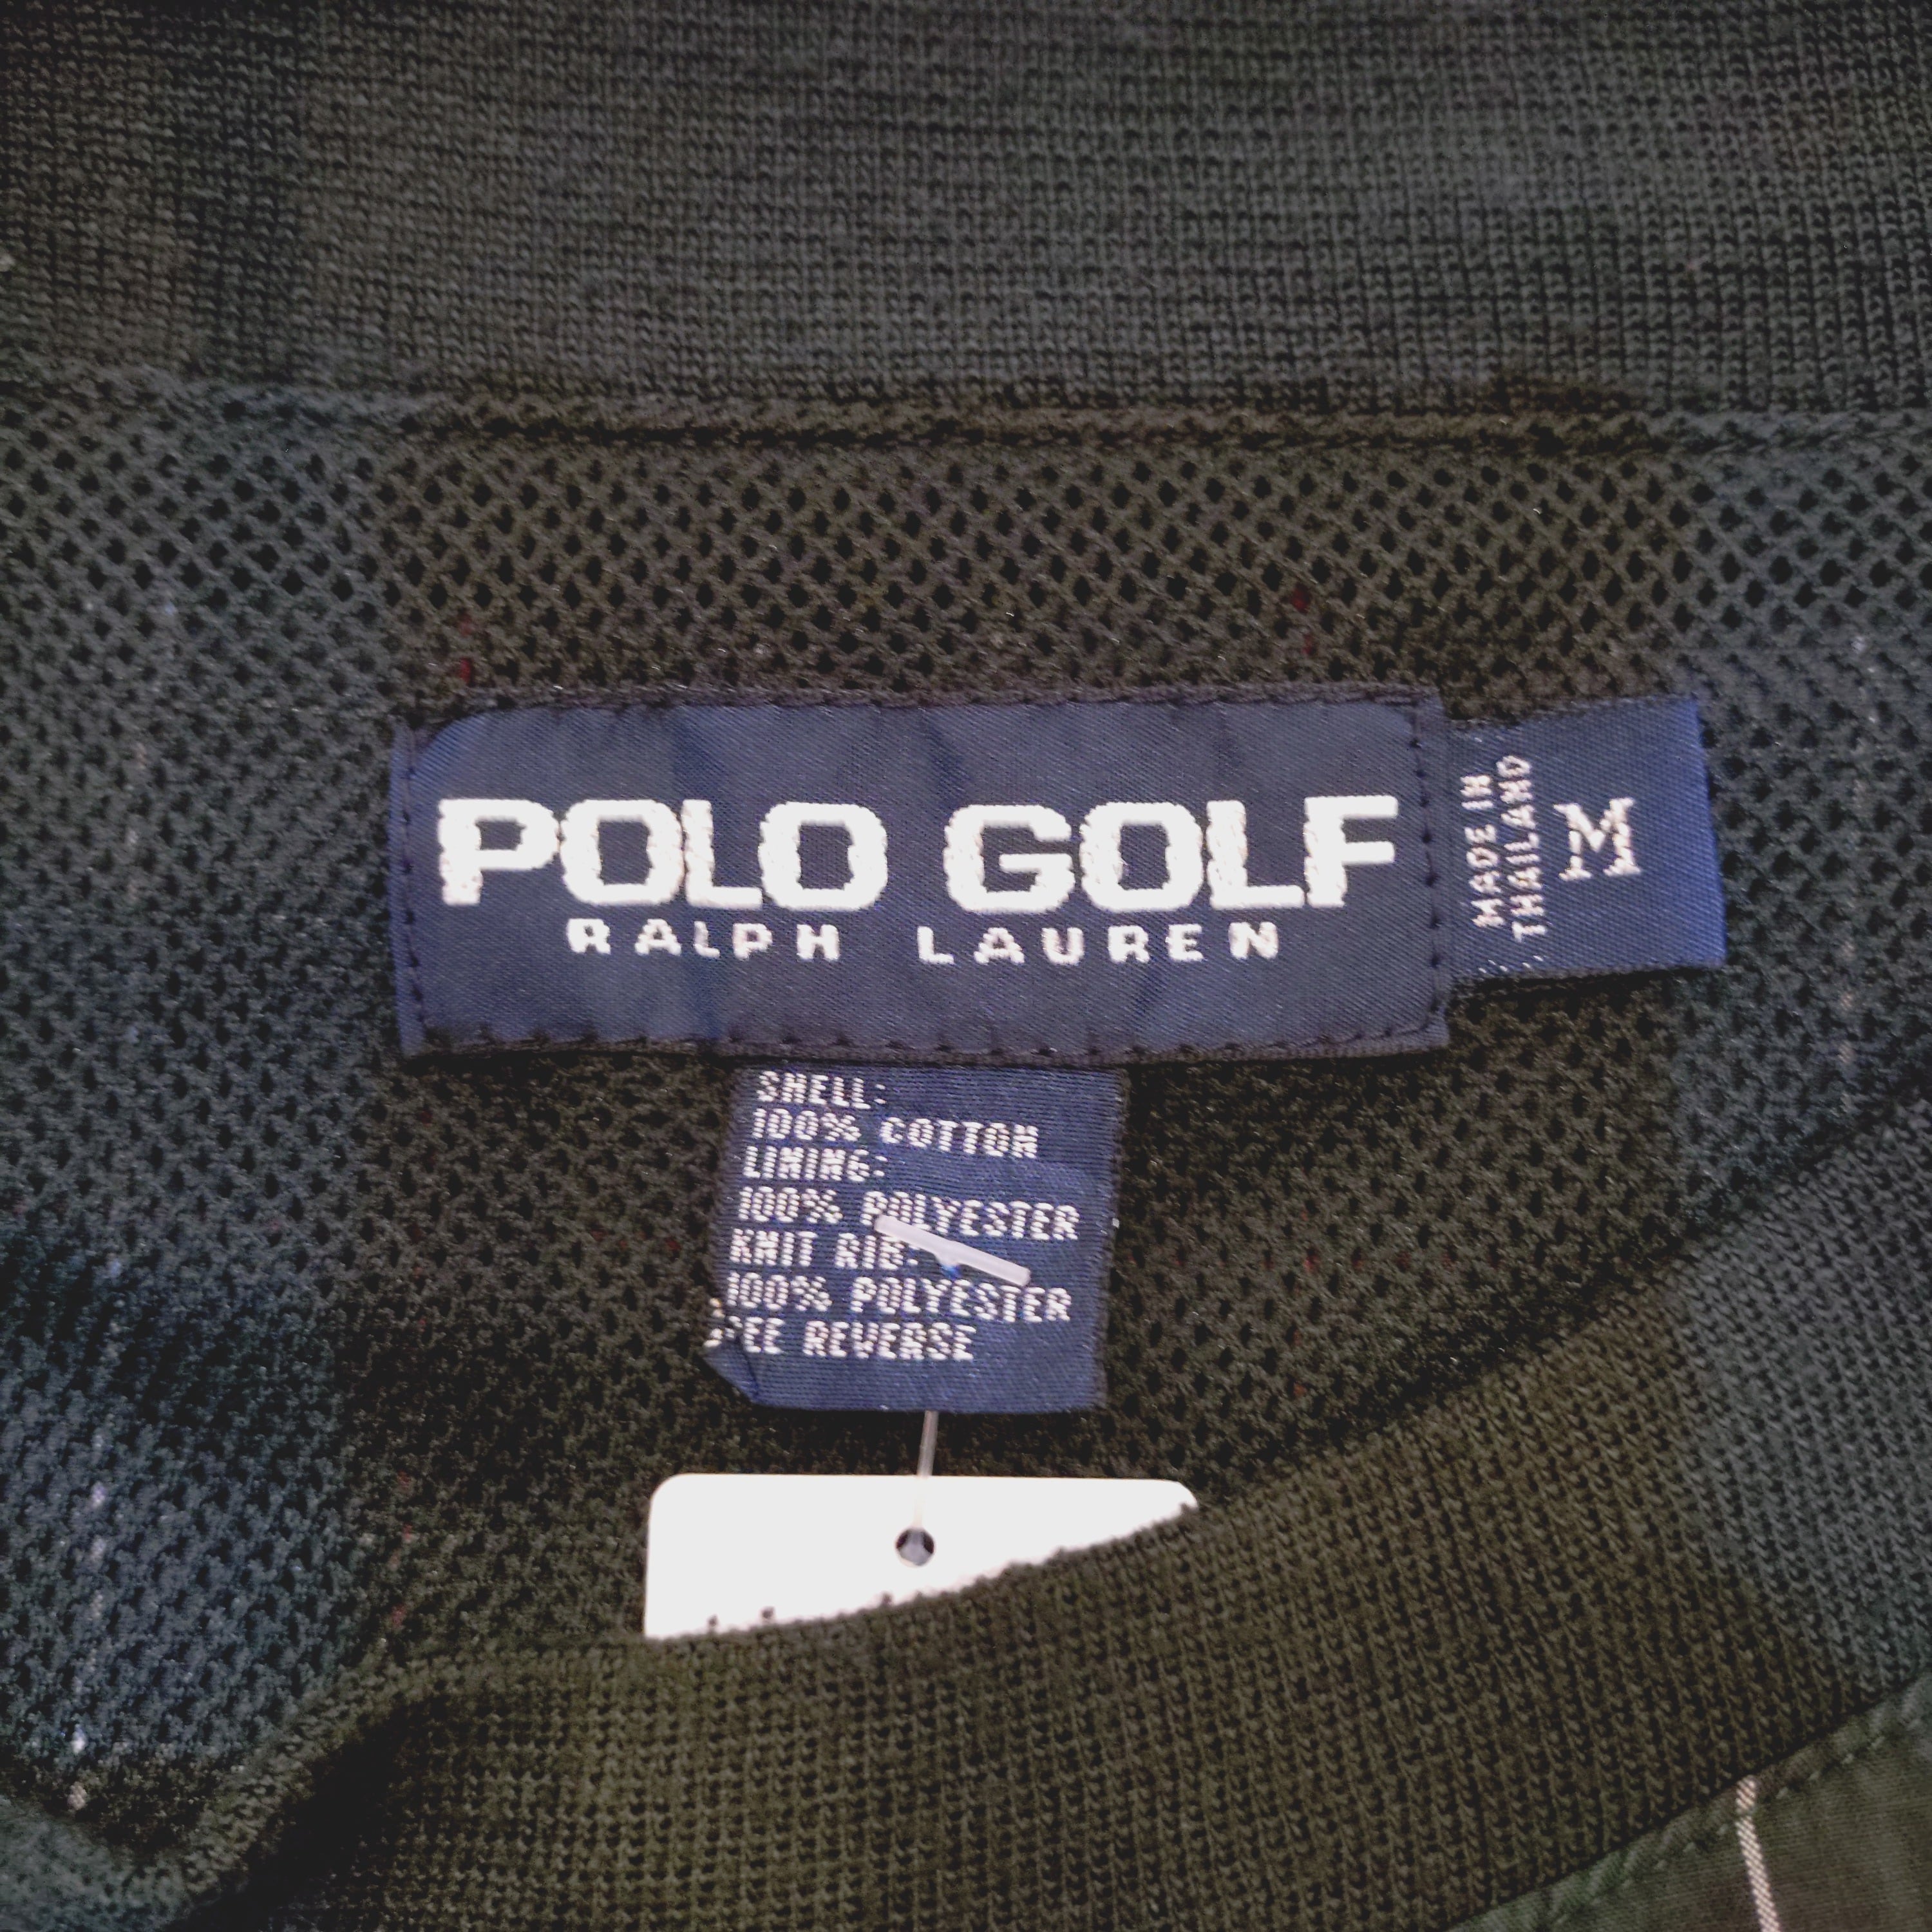 POLO GOLF
RALPH LAUREN
MADE IN
THAILAND
M
SHELL:
100% COTTON
LINING:
100% POLYESTER
KNIT RIB:
100% POLYESTER
SEE REVERSE